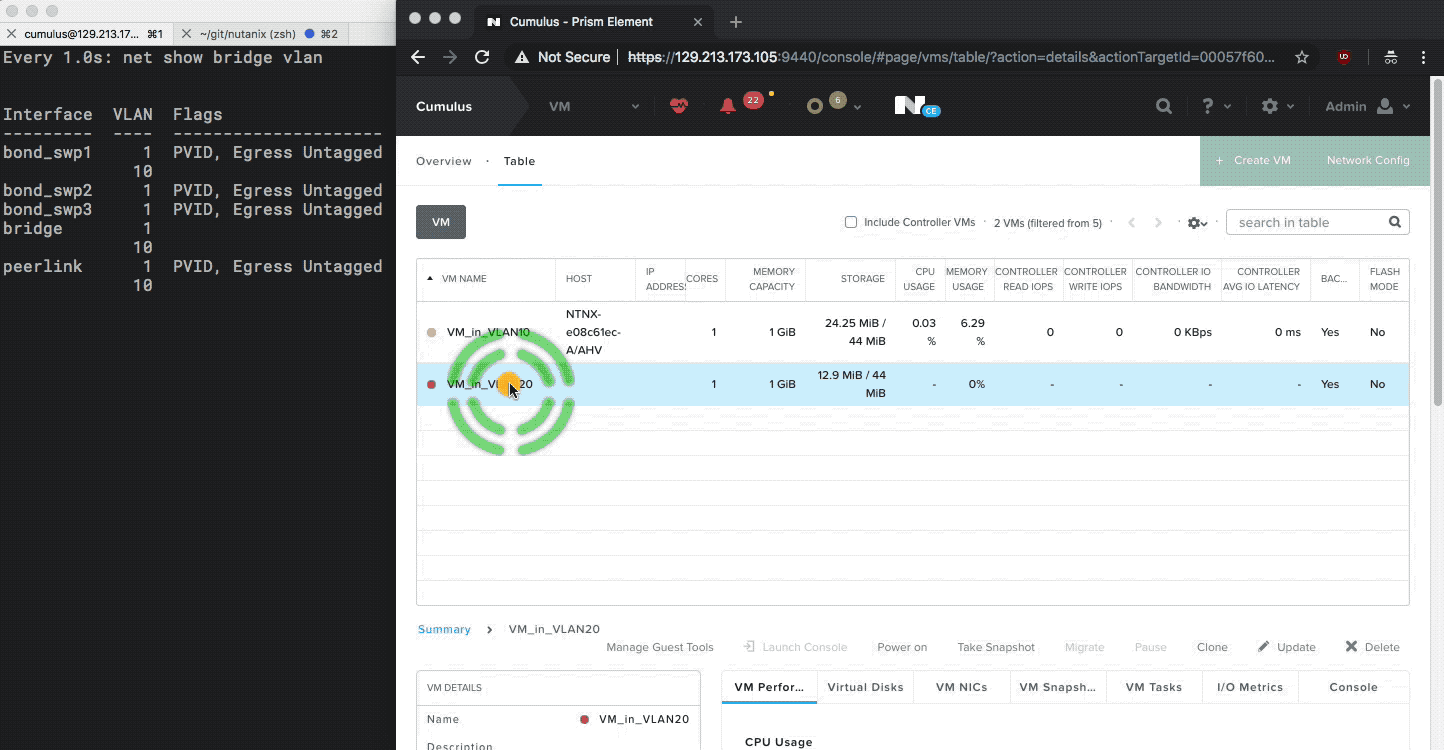 cumulus@129.213.17... ⌘1
~/git/nutanix (zsh) ⌘2
Every 1.0s: net show bridge vlan
Interface VLAN Flags
--------- ---- ---------------------
bond_swp1 1 PVID, Egress Untagged
10
bond_swp2 1 PVID, Egress Untagged
bond_swp3 1 PVID, Egress Untagged
bridge 1
10
peerlink 1 PVID, Egress Untagged
10
Cumulus - Prism Element
Not Secure | https://129.213.173.105:9440/console/#page/vms/table/?action=details&actionTargetId=00057f60...
Cumulus VM 22 6 N CE ? Admin
Overview · Table
+ Create VM Network Config
VM
Include Controller VMs · 2 VMs (filtered from 5) · search in table
VM NAME HOST IP ADDRESS CORES MEMORY CAPACITY STORAGE CPU USAGE MEMORY USAGE CONTROLLER READ IOPS CONTROLLER WRITE IOPS CONTROLLER IO BANDWIDTH CONTROLLER AVG IO LATENCY BAC... FLASH MODE
VM_in_VLAN10 NTNX-e08c61ec-A/AHV 1 1 GiB 24.25 MiB / 44 MiB 0.03 % 6.29 % 0 0 0 KBps 0 ms Yes No
VM_in_VLAN20 1 1 GiB 12.9 MiB / 44 MiB - 0% - - - - Yes No
Summary > VM_in_VLAN20
Manage Guest Tools Launch Console Power on Take Snapshot Migrate Pause Clone Update Delete
VM DETAILS
Name VM_in_VLAN20
Description
VM Perfor... Virtual Disks VM NICs VM Snapsh... VM Tasks I/O Metrics Console
CPU Usage